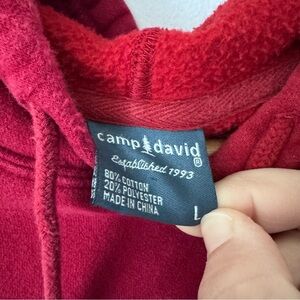 camp david®
Established 1993
80% COTTON
20% POLYESTER
MADE IN CHINA
L